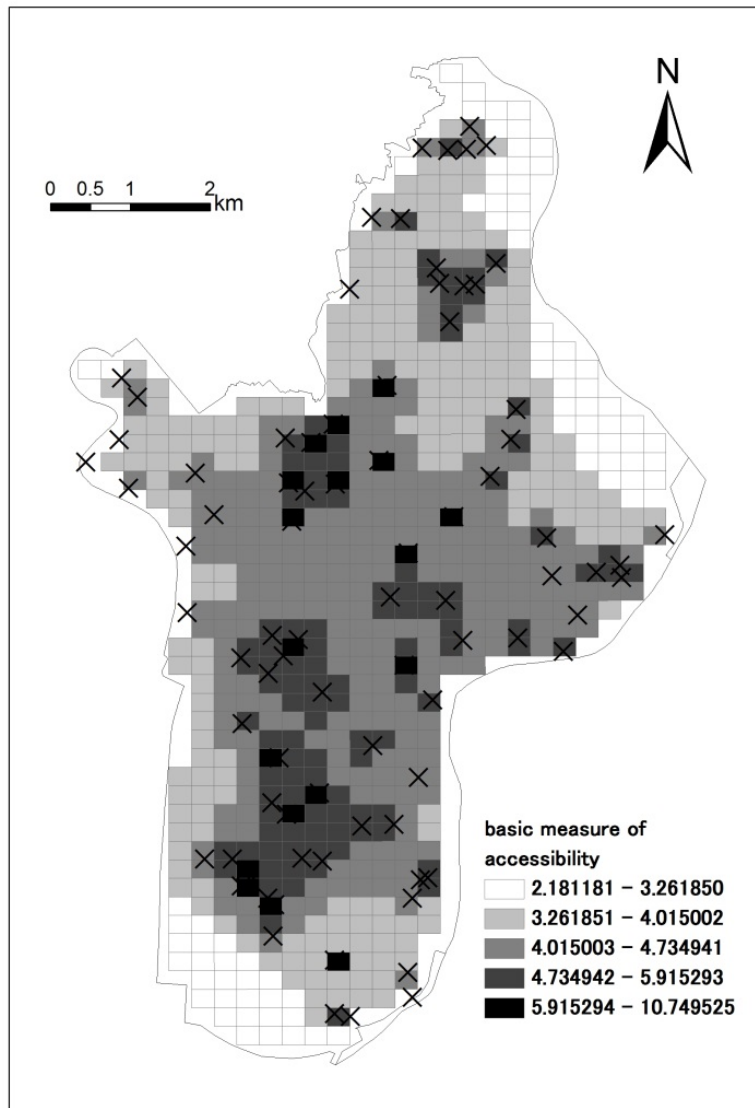 N
0 0.5 1 2
km
basic measure of
accessibility
2.181181 – 3.261850
3.261851 – 4.015002
4.015003 – 4.734941
4.734942 – 5.915293
5.915294 – 10.749525